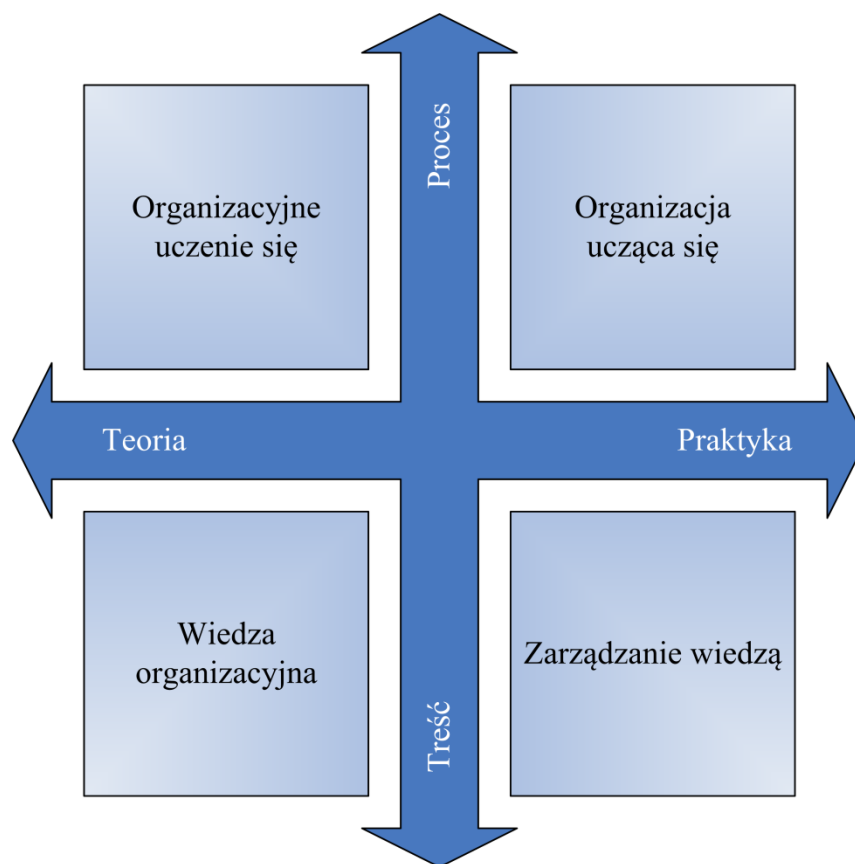 Proces
Organizacyjne
uczenie się
Organizacja
ucząca się
Teoria
Praktyka
Wiedza
organizacyjna
Zarządzanie wiedzą
Treść